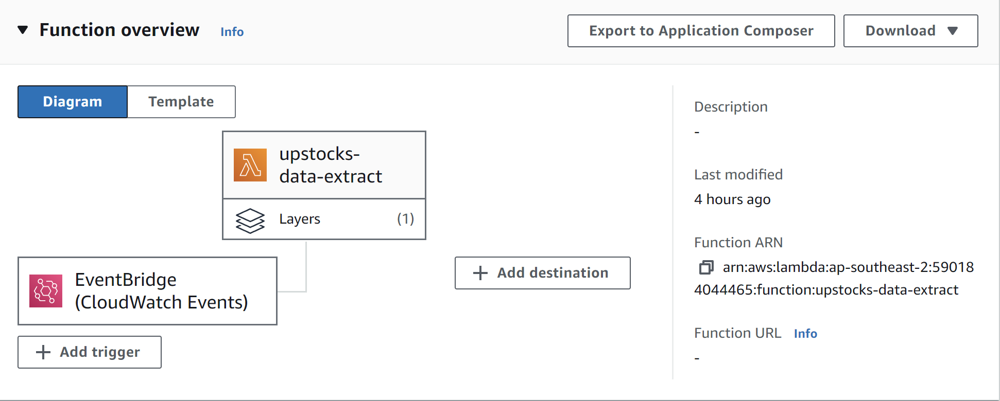 Function overview Info
Export to Application Composer
Download
Diagram
Template
upstocks-
data-extract
Layers (1)
EventBridge
(CloudWatch Events)
Add trigger
Add destination
Description
-
Last modified
4 hours ago
Function ARN
arn:aws:lambda:ap-southeast-2:59018
4044465:function:upstocks-data-extract
Function URL Info
-